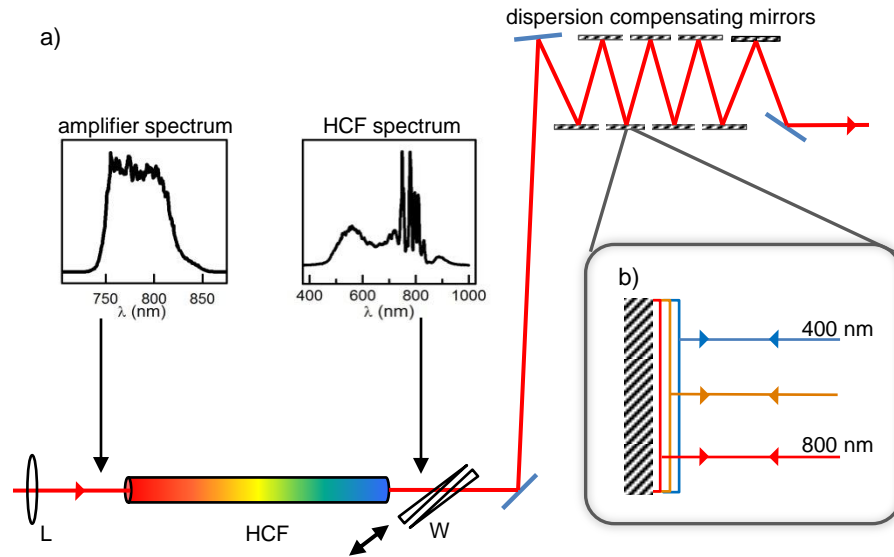 dispersion compensating mirrors
a)
amplifier spectrum
HCF spectrum
750 800 850
λ (nm)
400 600 800 1000
λ (nm)
b)
400 nm
800 nm
L
HCF
W